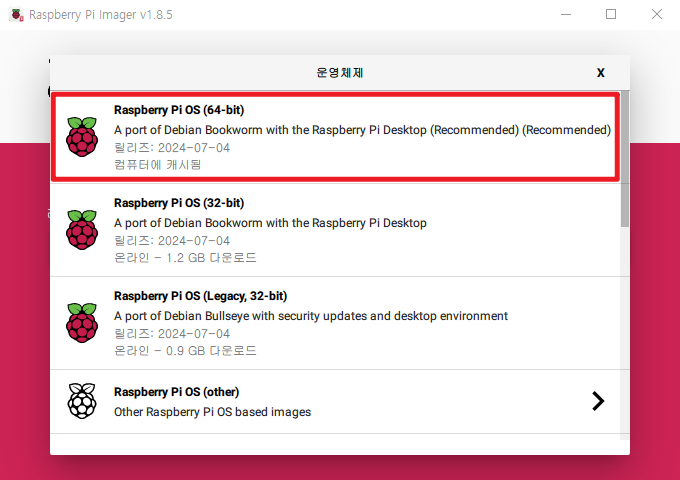 Raspberry Pi Imager v1.8.5
운영체제
X
Raspberry Pi OS (64-bit)
A port of Debian Bookworm with the Raspberry Pi Desktop (Recommended) (Recommended)
릴리즈: 2024-07-04
컴퓨터에 캐시됨
Raspberry Pi OS (32-bit)
A port of Debian Bookworm with the Raspberry Pi Desktop
릴리즈: 2024-07-04
온라인 - 1.2 GB 다운로드
Raspberry Pi OS (Legacy, 32-bit)
A port of Debian Bullseye with security updates and desktop environment
릴리즈: 2024-07-04
온라인 - 0.9 GB 다운로드
Raspberry Pi OS (other)
Other Raspberry Pi OS based images